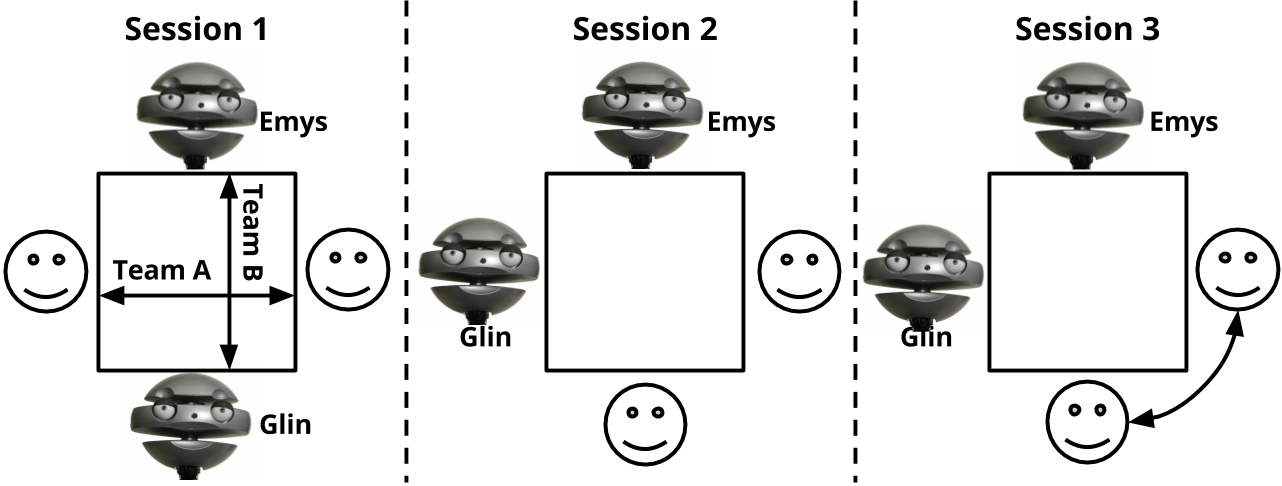 Session 1
Emys
Team B
Team A
Glin
Session 2
Emys
Glin
Session 3
Emys
Glin